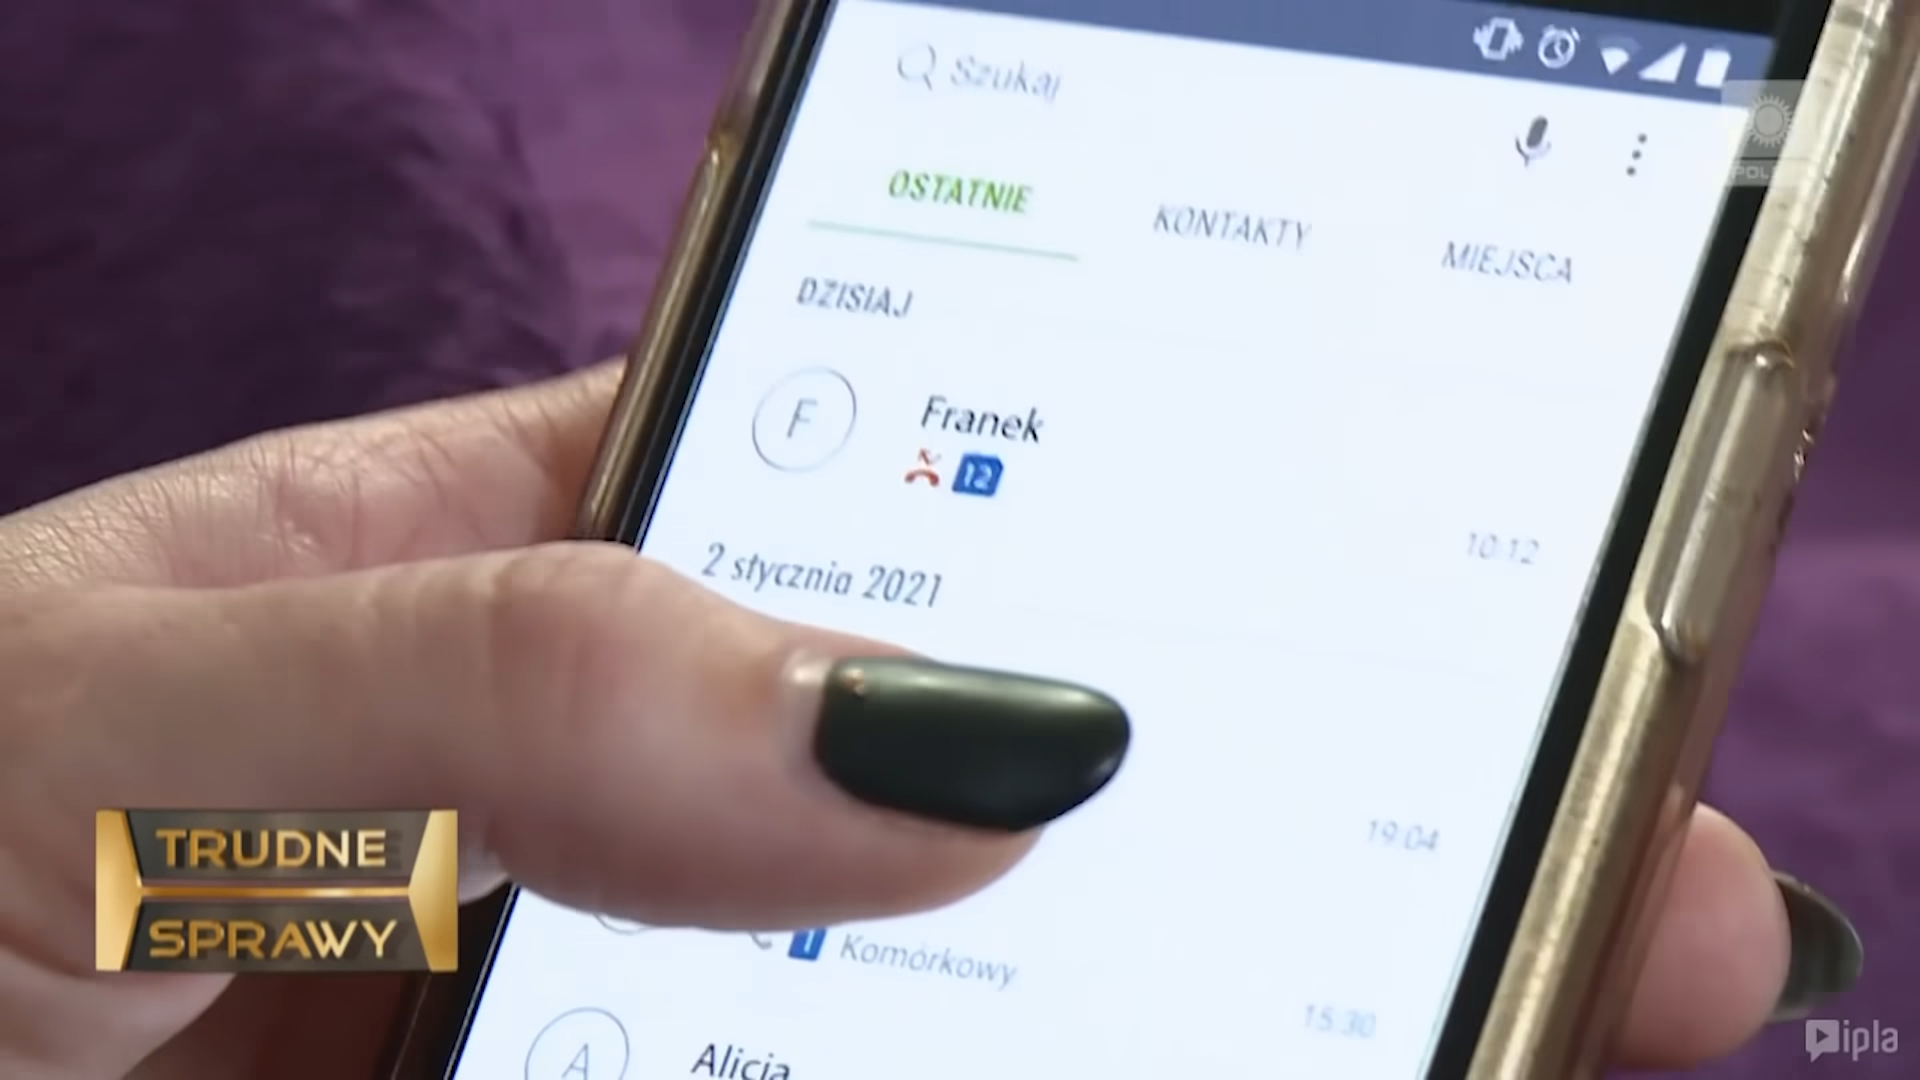 Szukaj
OSTATNIE KONTAKTY MIEJSCA
DZISIAJ
F Franek
12
10:12
2 stycznia 2021
19:04
1 Komórkowy
15:30
A Alicja
TRUDNE
SPRAWY
POL
ipla